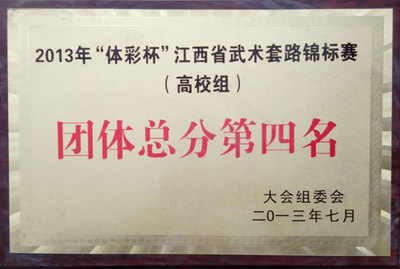 2013年“体彩杯”江西省武术套路锦标赛
（高校组）
团体总分第四名
大会组委会
二0一三年七月